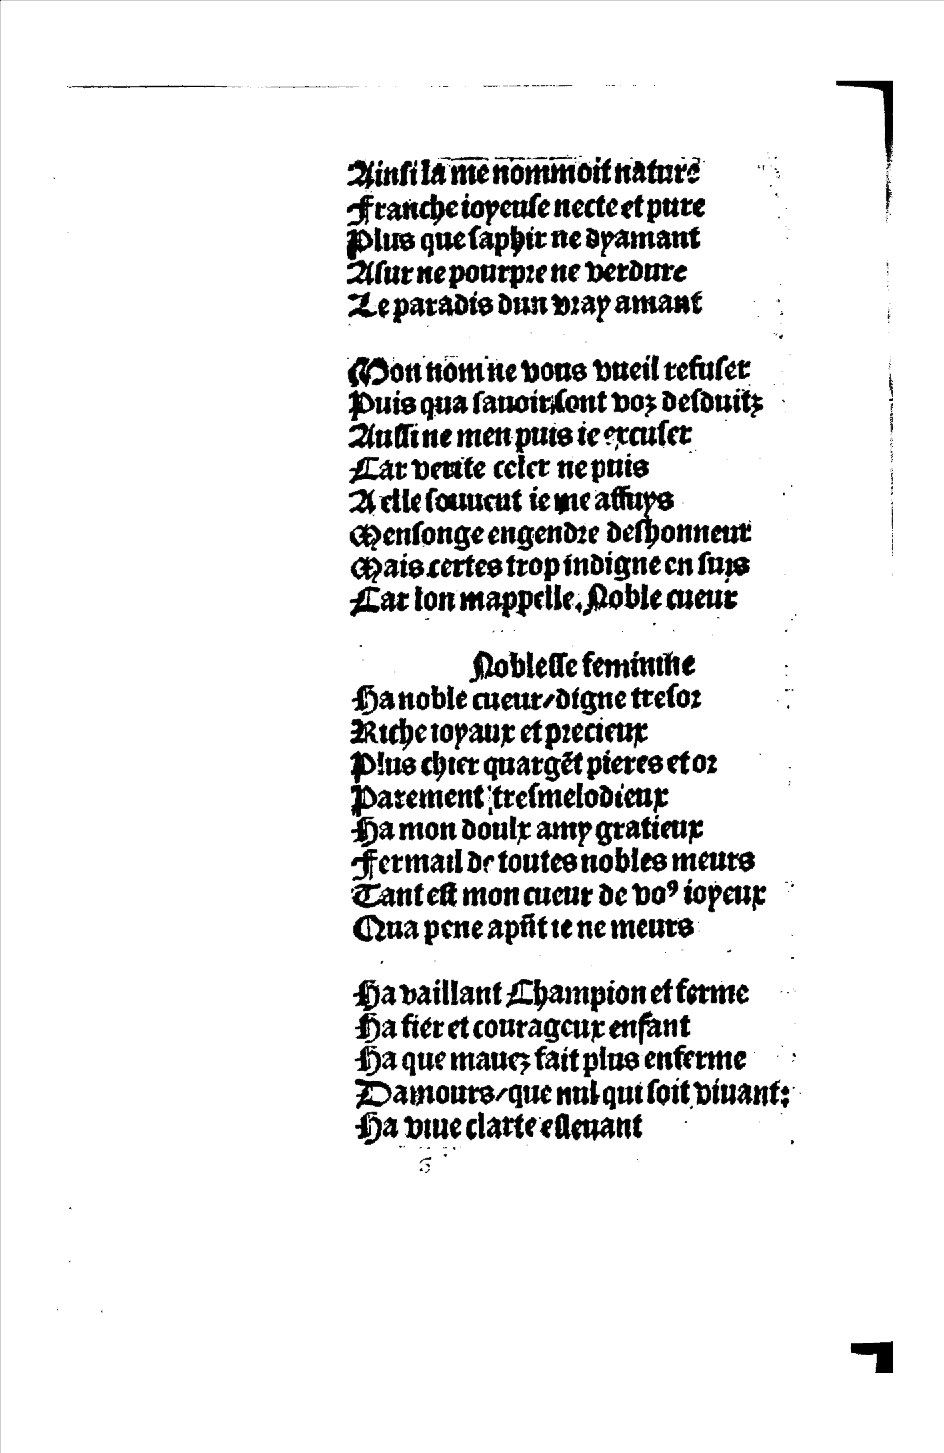 Ainſi la me nommoit nature
Franche ioyeuſe necte et pure
Plus que ſaphir ne dyamant
Aſur ne pourpre ne verdure
Le paradis dun vray amant
Mon nom ne vous vueil refuſer
Puis qua ſauoir ſont voz deſduitz
Auſſi ne men puis ie excuſer
Car verite celer ne puis
A elle ſouuent ie me affuys
Menſonge engendre deſhonneur
Mais certes trop indigne en ſuis
Car lon mappelle. Noble cueur
Nobleſſe feminine
Ha noble cueur/digne treſor
Riche ioyaux et precieux
Plus chier quargẽt pieres et or
Parement treſmelodieux
Ha mon doulx amy gratieux
Fermail de toutes nobles meurs
Tant eſt mon cueur de voꝰ ioyeux
Qua pene apñt ie ne meurs
Ha vaillant Champion et ferme
Ha fier et courageux enfant
Ha que mauez fait plus enferme
Damours/que nul qui ſoit viuant:
Ha viue clarte eſleuant